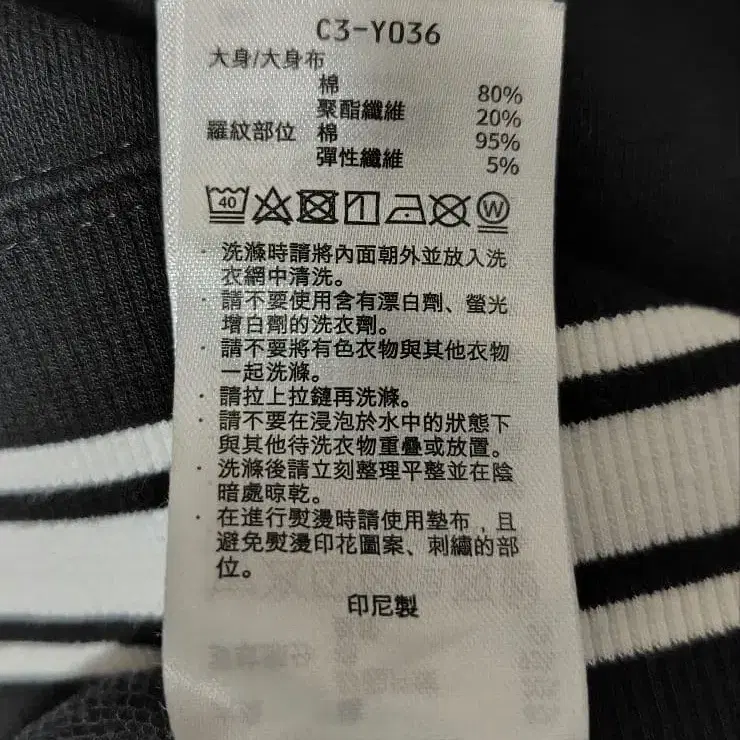 C3-Y036
大身/大身布
棉 80%
聚酯纖維 20%
羅紋部位 棉 95%
彈性纖維 5%
40 W
· 洗滌時請將內面朝外並放入洗
衣網中清洗。
· 請不要使用含有漂白劑、螢光
增白劑的洗衣劑。
· 請不要將有色衣物與其他衣物
一起洗滌。
· 請拉上拉鏈再洗滌。
· 請不要在浸泡於水中的狀態下
與其他待洗衣物重疊或放置。
· 洗滌後請立刻整理平整並在陰
暗處晾乾。
· 在進行熨燙時請使用墊布，且
避免熨燙印花圖案、刺繡的部
位。
印尼製